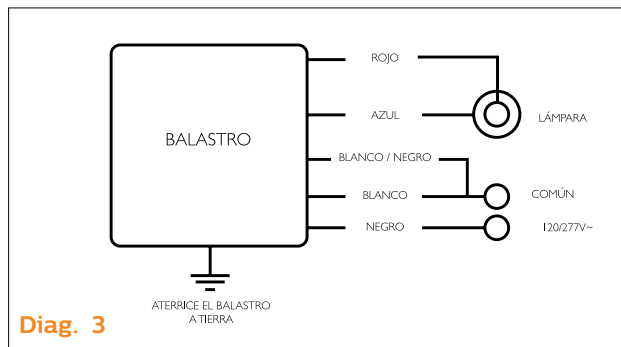 ROJO
AZUL
LÁMPARA
BALASTRO
BLANCO / NEGRO
BLANCO
COMÚN
NEGRO
120/277V~
ATERRICE EL BALASTRO
A TIERRA
Diag. 3